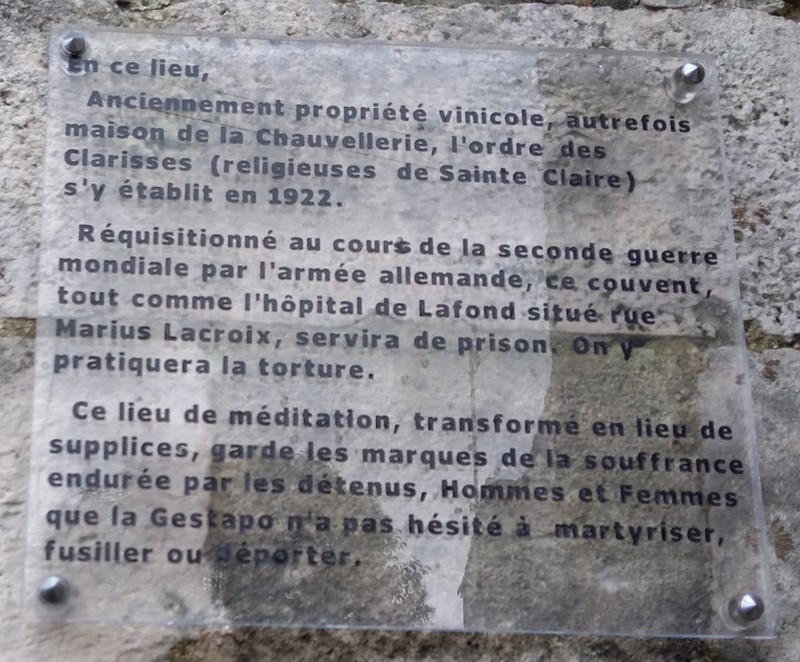 En ce lieu,
Anciennement propriété vinicole, autrefois
maison de la Chauvellerie, l'ordre des
Clarisses (religieuses de Sainte Claire)
s'y établit en 1922.
Réquisitionné au cours de la seconde guerre
mondiale par l'armée allemande, ce couvent,
tout comme l'hôpital de Lafond situé rue
Marius Lacroix, servira de prison. On y
pratiquera la torture.
Ce lieu de méditation, transformé en lieu de
supplices, garde les marques de la souffrance
endurée par les détenus, Hommes et Femmes
que la Gestapo n'a pas hésité à martyriser,
fusiller ou déporter.